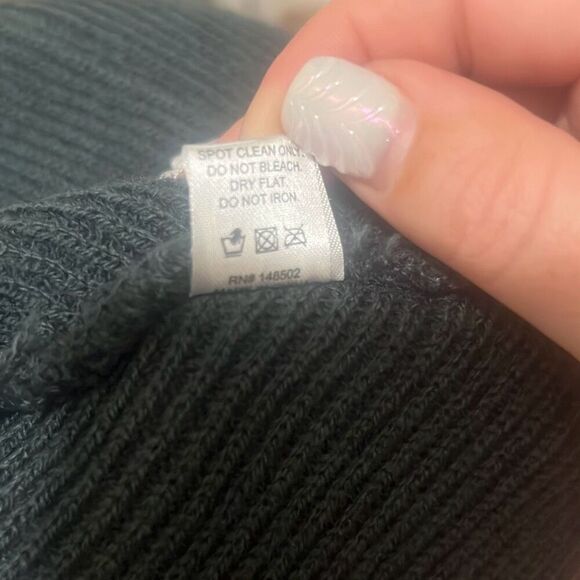 SPOT CLEAN ONLY.
DO NOT BLEACH.
DRY FLAT.
DO NOT IRON.
RN# 148502